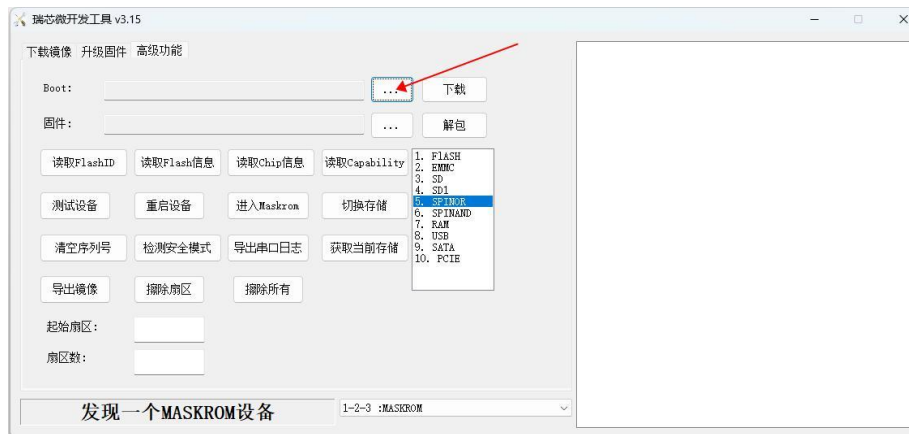 瑞芯微开发工具 v3.15
下载镜像 升级固件 高级功能
Boot: ... 下载
固件: ... 解包
读取FlashID 读取Flash信息 读取Chip信息 读取Capability
测试设备 重启设备 进入Maskrom 切换存储
清空序列号 检测安全模式 导出串口日志 获取当前存储
导出镜像 擦除扇区 擦除所有
1. FlASH
2. EMMC
3. SD
4. SD1
5. SPINOR
6. SPINAND
7. RAM
8. USB
9. SATA
10. PCIE
起始扇区:
扇区数:
发现一个MASKROM设备 1-2-3 :MASKROM